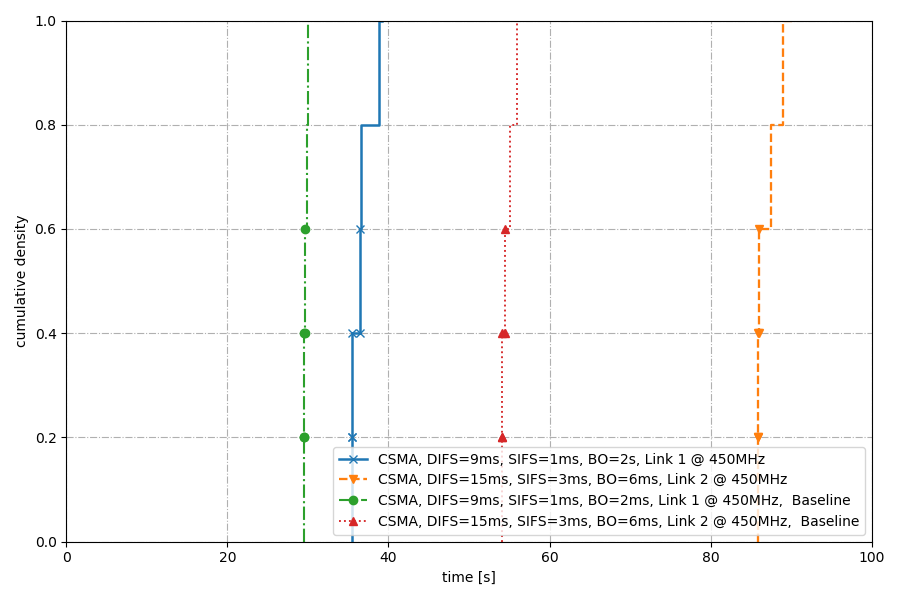 1.0
0.8
0.6
0.4
0.2
0.0
cumulative density
CSMA, DIFS=9ms, SIFS=1ms, BO=2s, Link 1 @ 450MHz
CSMA, DIFS=15ms, SIFS=3ms, BO=6ms, Link 2 @ 450MHz
CSMA, DIFS=9ms, SIFS=1ms, BO=2ms, Link 1 @ 450MHz,  Baseline
CSMA, DIFS=15ms, SIFS=3ms, BO=6ms, Link 2 @ 450MHz,  Baseline
0 20 40 60 80 100
time [s]